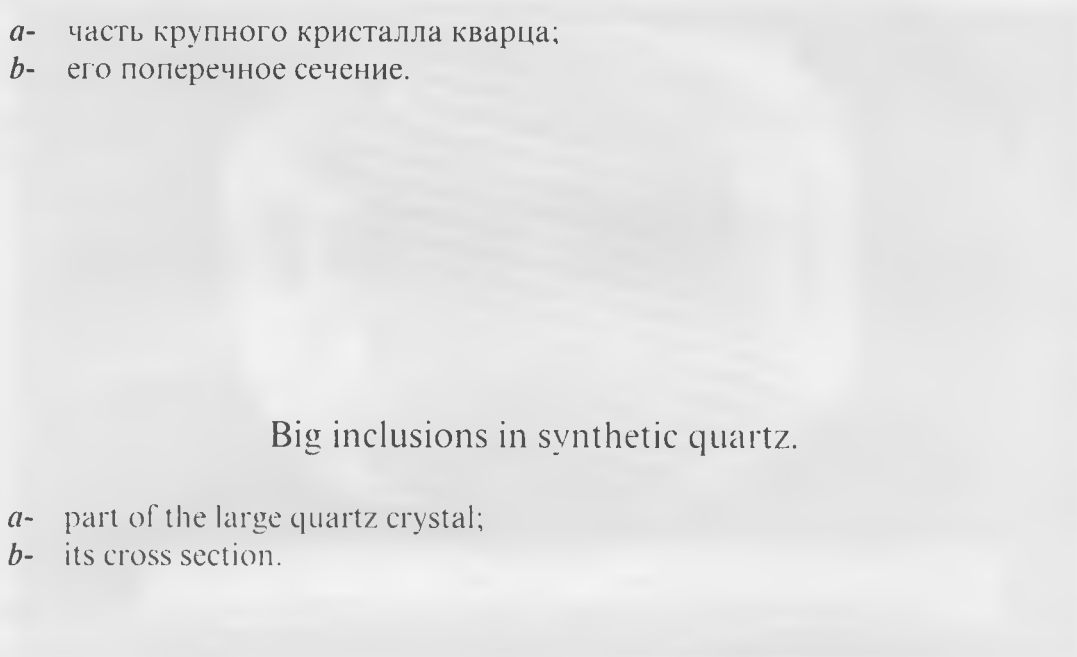 a- часть крупного кристалла кварца;
b- его поперечное сечение.
Big inclusions in synthetic quartz.
a- part of the large quartz crystal;
b- its cross section.